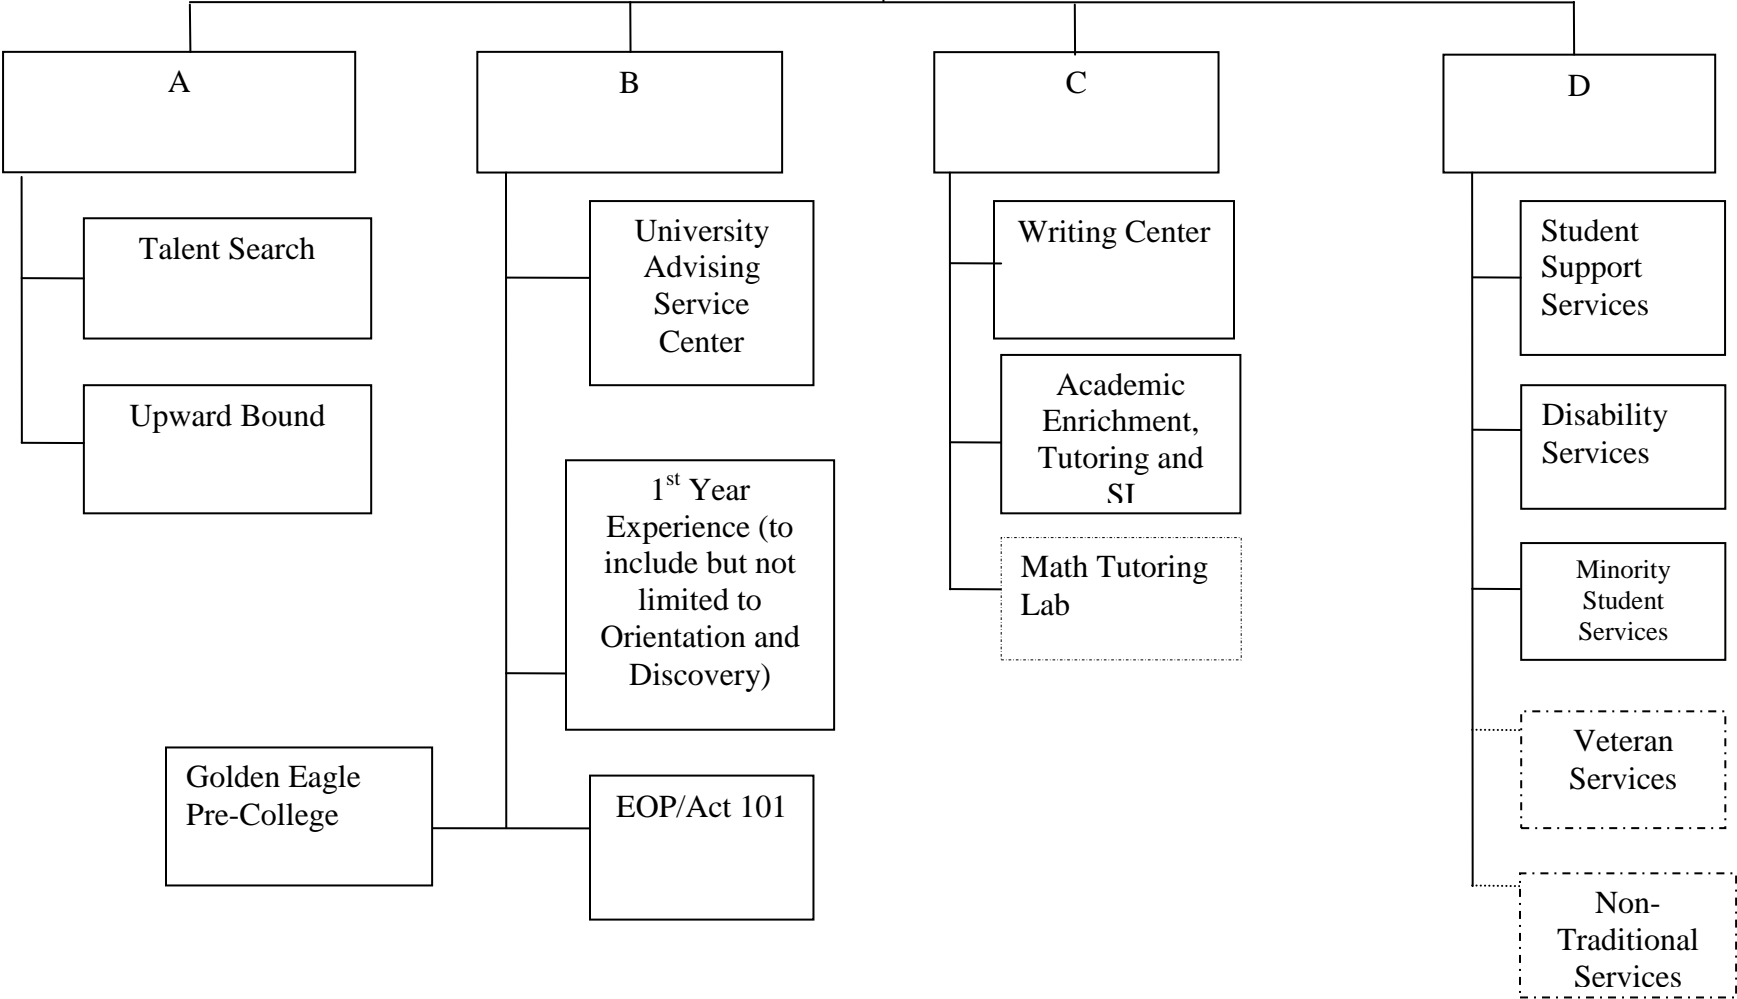 A
B
C
D
Talent Search
Upward Bound
University
Advising
Service
Center
1st Year
Experience (to
include but not
limited to
Orientation and
Discovery)
Golden Eagle
Pre-College
EOP/Act 101
Writing Center
Academic
Enrichment,
Tutoring and
SI
Math Tutoring
Lab
Student
Support
Services
Disability
Services
Minority
Student
Services
Veteran
Services
Non-
Traditional
Services